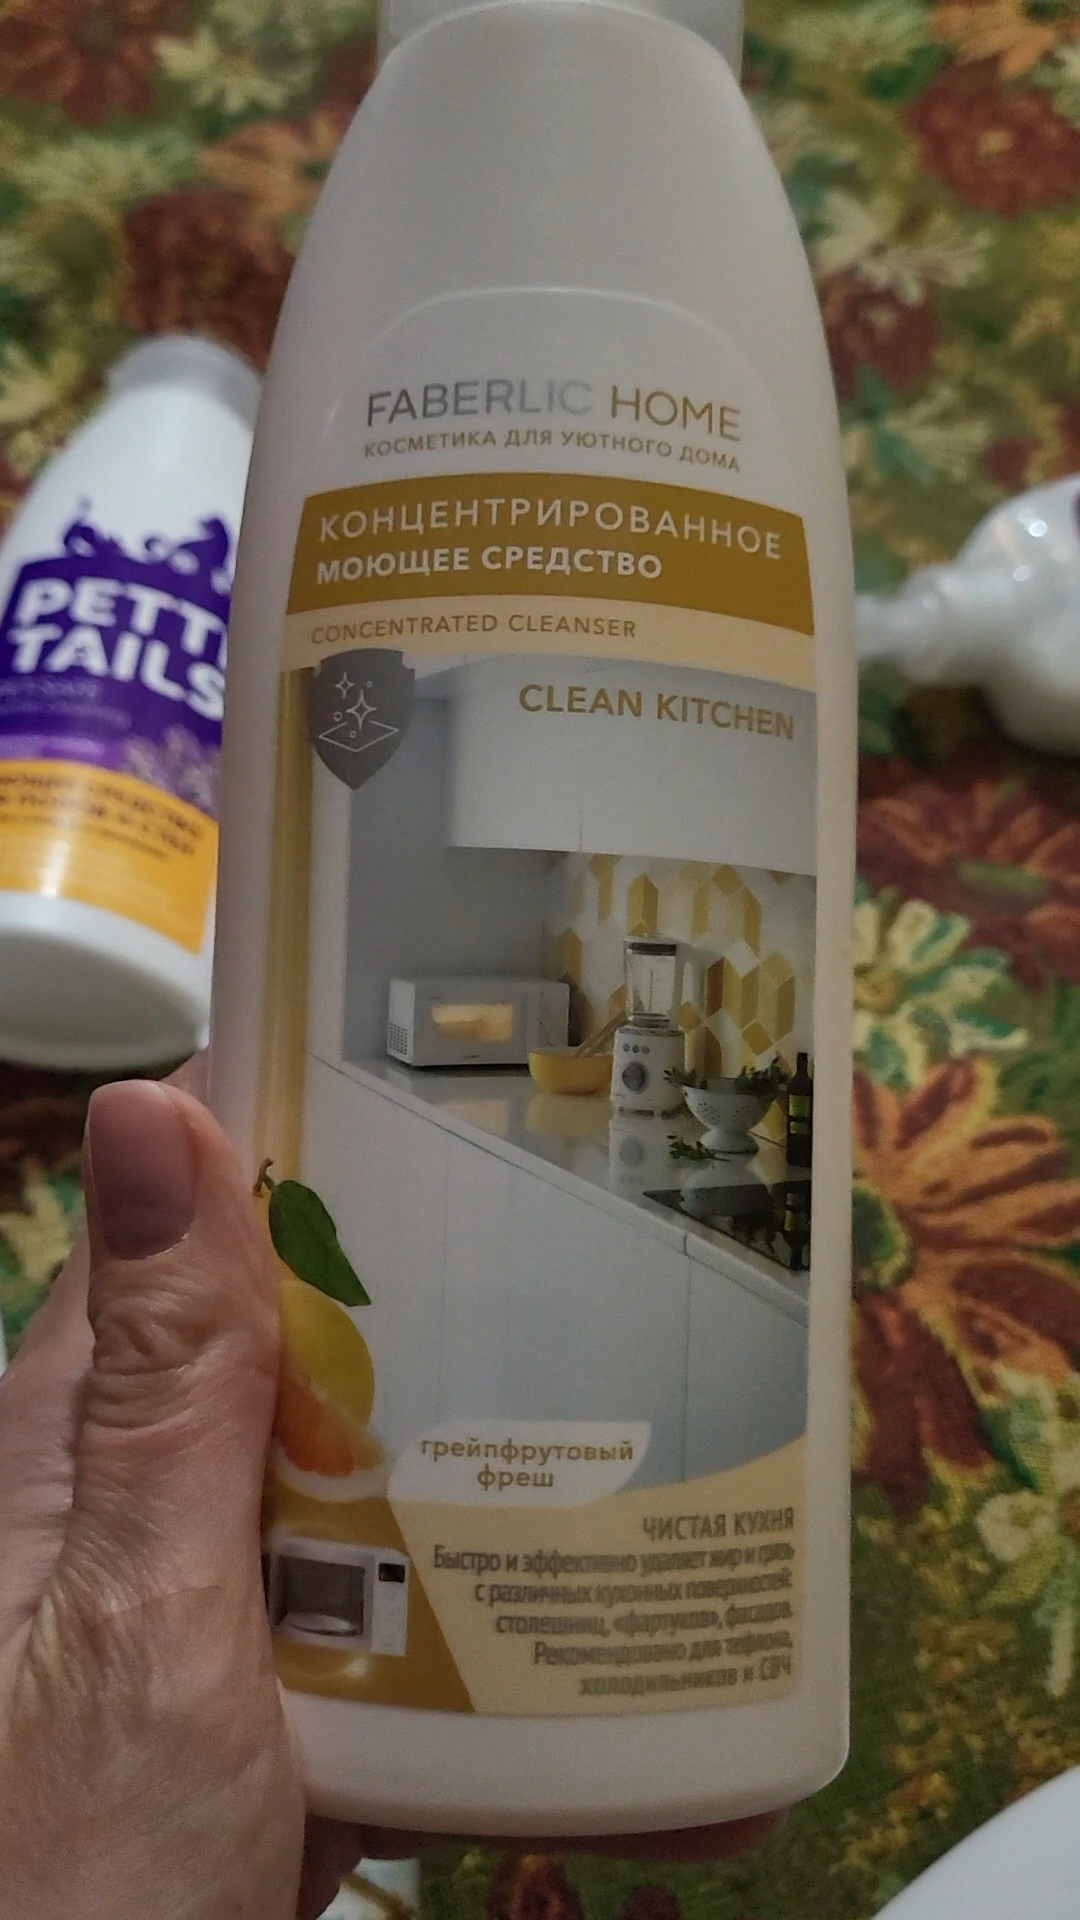 FABERLIC HOME
КОСМЕТИКА ДЛЯ УЮТНОГО ДОМА
КОНЦЕНТРИРОВАННОЕ
МОЮЩЕЕ СРЕДСТВО
CONCENTRATED CLEANSER
CLEAN KITCHEN
грейпфрутовый
фреш
ЧИСТАЯ КУХНЯ
Быстро и эффективно удаляет жир и грязь
с различных кухонных поверхностей:
столешниц, «фартуков», фасадов.
Рекомендовано для тефлона,
холодильников и СВЧ
PETTI
TAILS